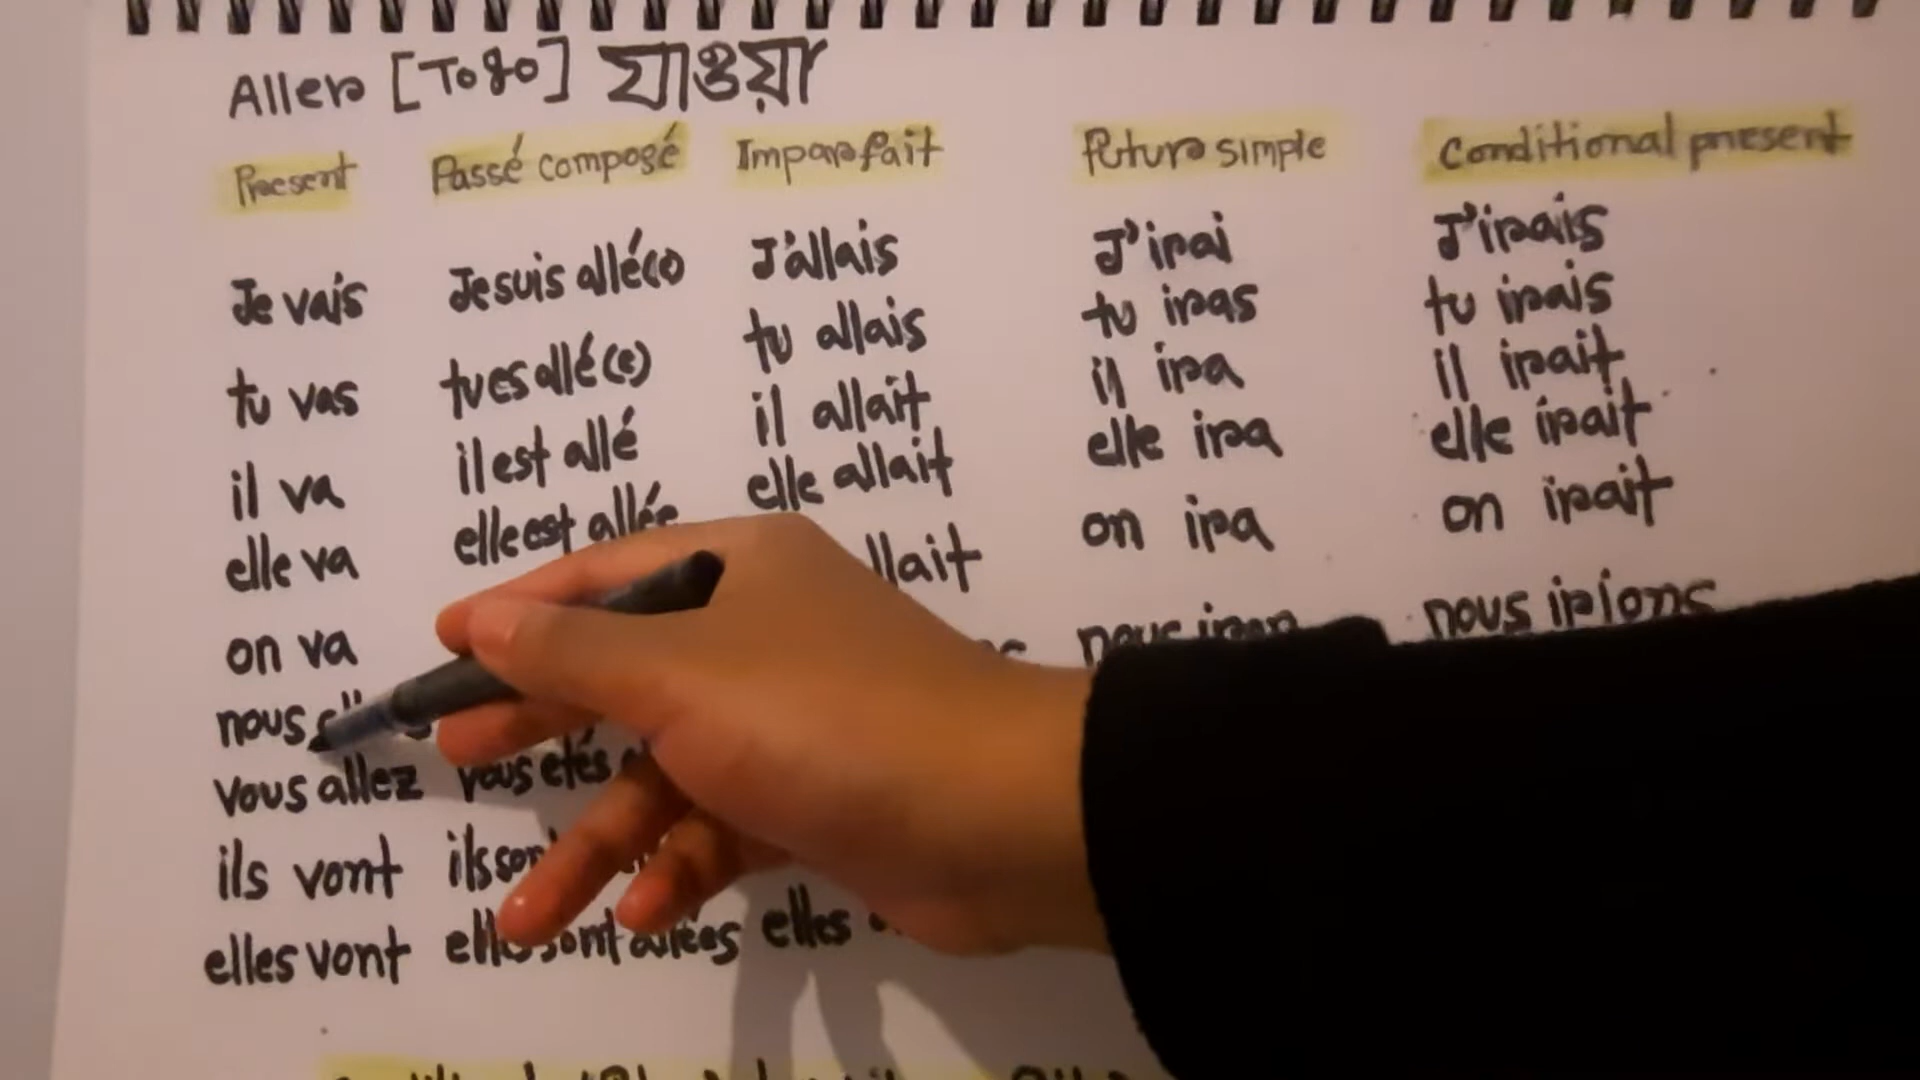 Aller [To go] যাওয়া
Present Passé composé Imparfait Futur simple Conditional present
Je vais Je suis allé(e) J'allais J'irai J'irais
tu vas tu es allé(e) tu allais tu iras tu irais
il va il est allé il allait il ira il irait
elle va elle est allée elle allait elle ira elle irait
on va on ira on irait
nous nous nous irions
vous allez vous etés
ils vont
elles vont elles sont allées elles